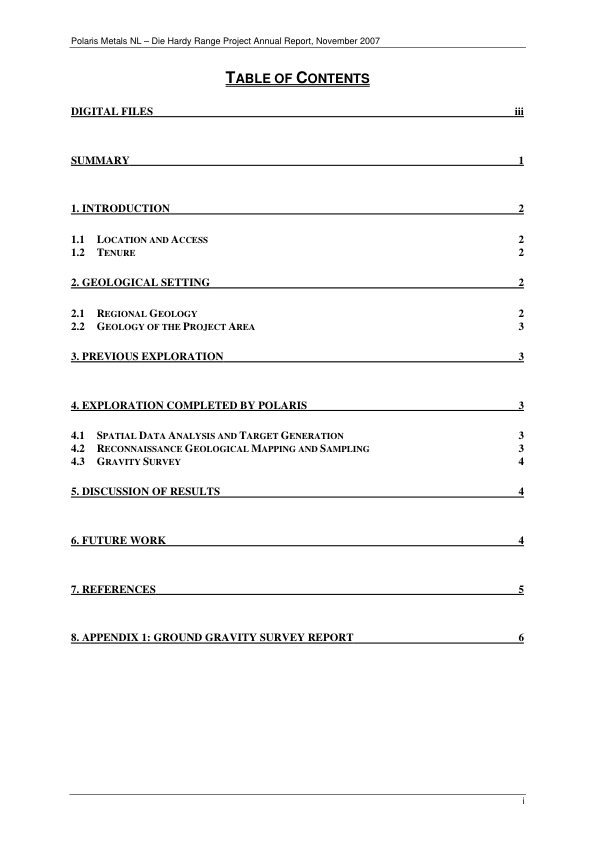 Polaris Metals NL – Die Hardy Range Project Annual Report, November 2007
TABLE OF CONTENTS
DIGITAL FILES iii
SUMMARY 1
1. INTRODUCTION 2
1.1 LOCATION AND ACCESS 2
1.2 TENURE 2
2. GEOLOGICAL SETTING 2
2.1 REGIONAL GEOLOGY 2
2.2 GEOLOGY OF THE PROJECT AREA 3
3. PREVIOUS EXPLORATION 3
4. EXPLORATION COMPLETED BY POLARIS 3
4.1 SPATIAL DATA ANALYSIS AND TARGET GENERATION 3
4.2 RECONNAISSANCE GEOLOGICAL MAPPING AND SAMPLING 3
4.3 GRAVITY SURVEY 4
5. DISCUSSION OF RESULTS 4
6. FUTURE WORK 4
7. REFERENCES 5
8. APPENDIX 1: GROUND GRAVITY SURVEY REPORT 6
i